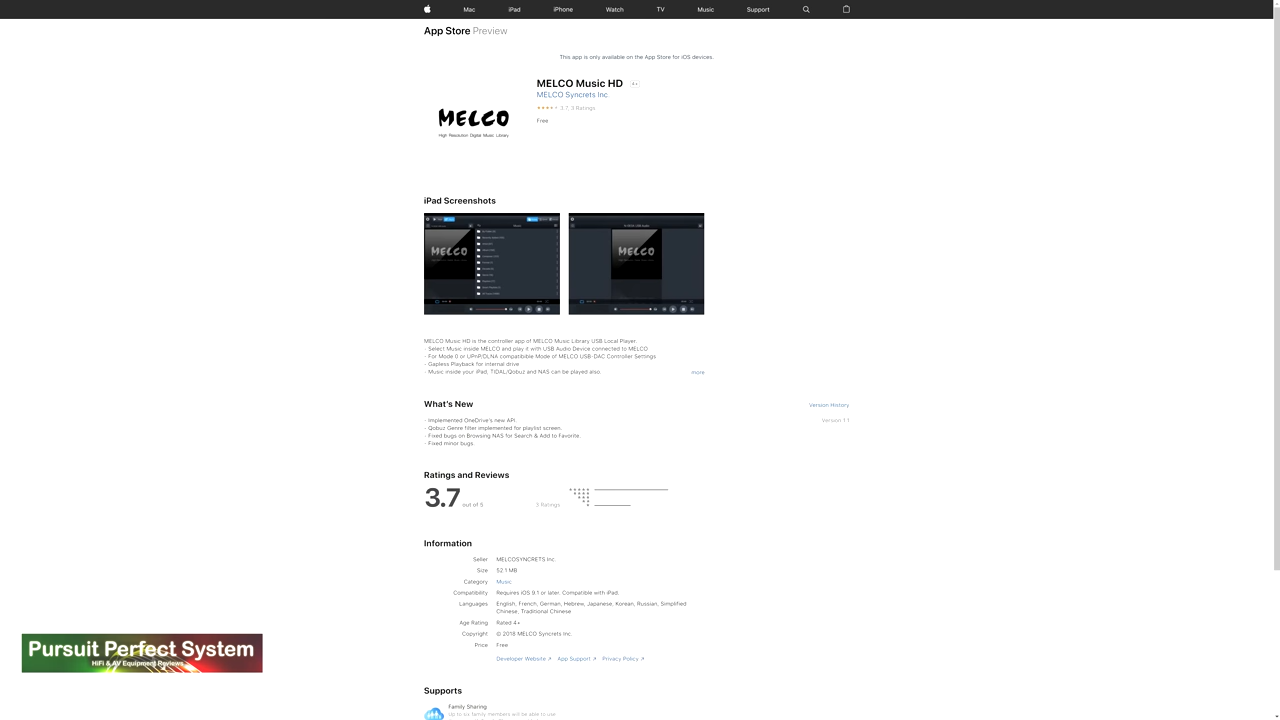 Mac iPad iPhone Watch TV Music Support
App Store Preview
This app is only available on the App Store for iOS devices.
MELCO Music HD 4+
MELCO Syncrets Inc.
3.7, 3 Ratings
Free
MELCO
High Resolution Digital Music Library
iPad Screenshots
Music
MELCO
MELCO
MELCO Music HD is the controller app of MELCO Music Library USB Local Player.
- Select Music inside MELCO and play it with USB Audio Device connected to MELCO
- For Mode 0 or UPnP/DLNA compatibible Mode of MELCO USB-DAC Controller Settings
- Gapless Playback for internal drive
- Music inside your iPad, TIDAL/Qobuz and NAS can be played also.
more
What's New
Version History
- Implemented OneDrive's new API. Version 1.1
- Qobuz Genre filter implemented for playlist screen.
- Fixed bugs on Browsing NAS for Search & Add to Favorite
- Fixed minor bugs
Ratings and Reviews
3.7 out of 5 3 Ratings
Information
Seller MELCOSYNCRETS Inc.
Size 52.1 MB
Category Music
Compatibility Requires iOS 9.1 or later. Compatible with iPad.
Languages English, French, German, Hebrew, Japanese, Korean, Russian, Simplified
Chinese, Traditional Chinese
Age Rating Rated 4+
Copyright © 2018 MELCO Syncrets Inc.
Price Free
Developer Website App Support Privacy Policy
Supports
Family Sharing
Up to six family members will be able to use
Pursuit Perfect System
HiFi & AV Equipment Reviews